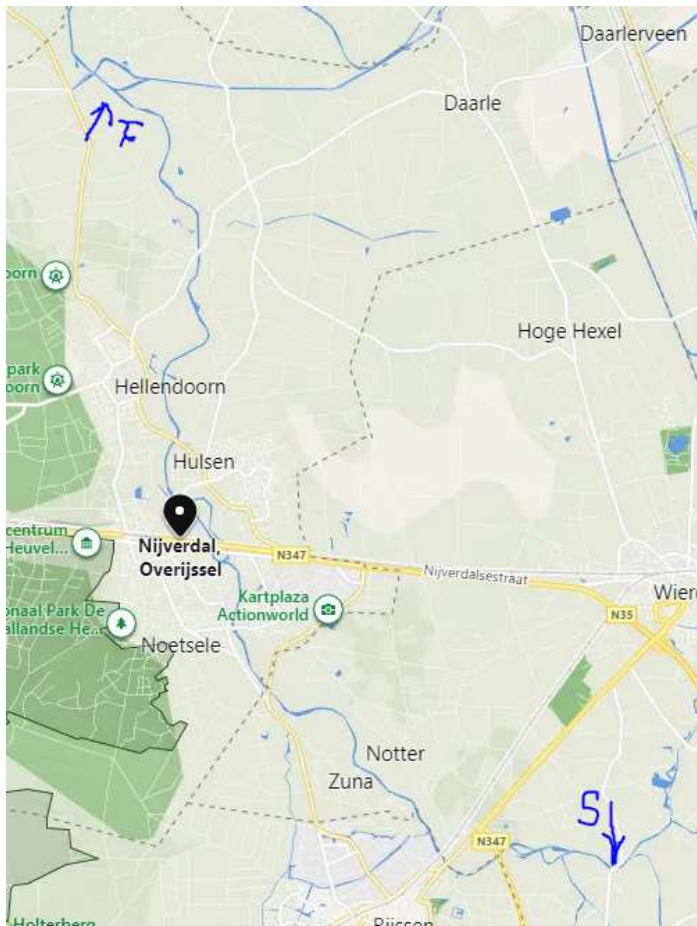 Daarlerveen
Daarle
F
oorn
Hoge Hexel
park
oorn
Hellendoorn
Hulsen
centrum
Heuvel...
Nijverdal,
Overijssel
N347
Nijverdalsestraat
Kartplaza
Actionworld
Wierd
N35
onaal Park De
allandse He...
Noetsele
Notter
Zuna
S
N347
Holterberg
Rijssen